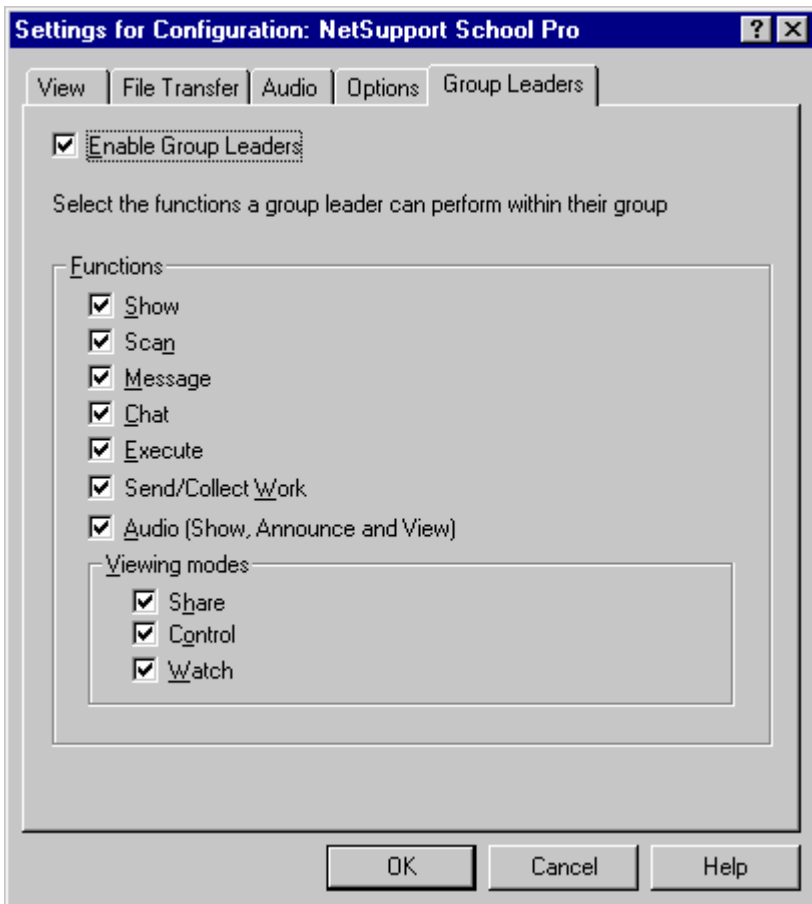 Settings for Configuration: NetSupport School Pro
View File Transfer Audio Options Group Leaders
Enable Group Leaders
Select the functions a group leader can perform within their group
Functions
Show
Scan
Message
Chat
Execute
Send/Collect Work
Audio (Show, Announce and View)
Viewing modes
Share
Control
Watch
OK Cancel Help